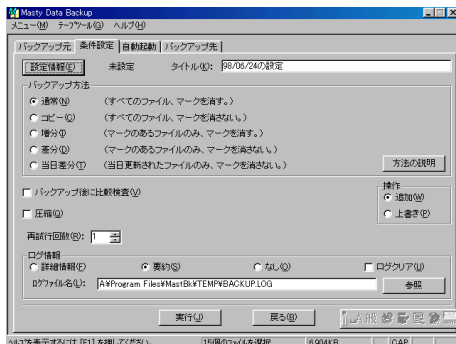 Masty Data Backup
メニュー(M) テープツール(G) ヘルプ(H)
バックアップ元 条件設定 自動起動 バックアップ先
設定情報(E) 未設定 タイトル(K): 98/06/24の設定
バックアップ方法
通常(N) (すべてのファイル、マークを消す。)
コピー(C) (すべてのファイル、マークを消さない。)
増分(I) (マークのあるファイルのみ、マークを消す。)
差分(D) (マークのあるファイルのみ、マークを消さない。)
当日差分(T) (当日更新されたファイルのみ、マークを消さない。)
方法の説明
バックアップ後に比較検査(V)
圧縮(Q)
操作
追加(W)
上書き(P)
再試行回数(R): 1
ログ情報
詳細情報(F) 要約(S) なし(O) ログクリア(U)
ログファイル名(L): A:¥Program Files¥MastBk¥TEMP¥BACKUP.LOG 参照
実行(J) 戻る(B)
ヘルプを表示するには [F1] を押してください。 15個のファイルを選択 6,904KB CAP